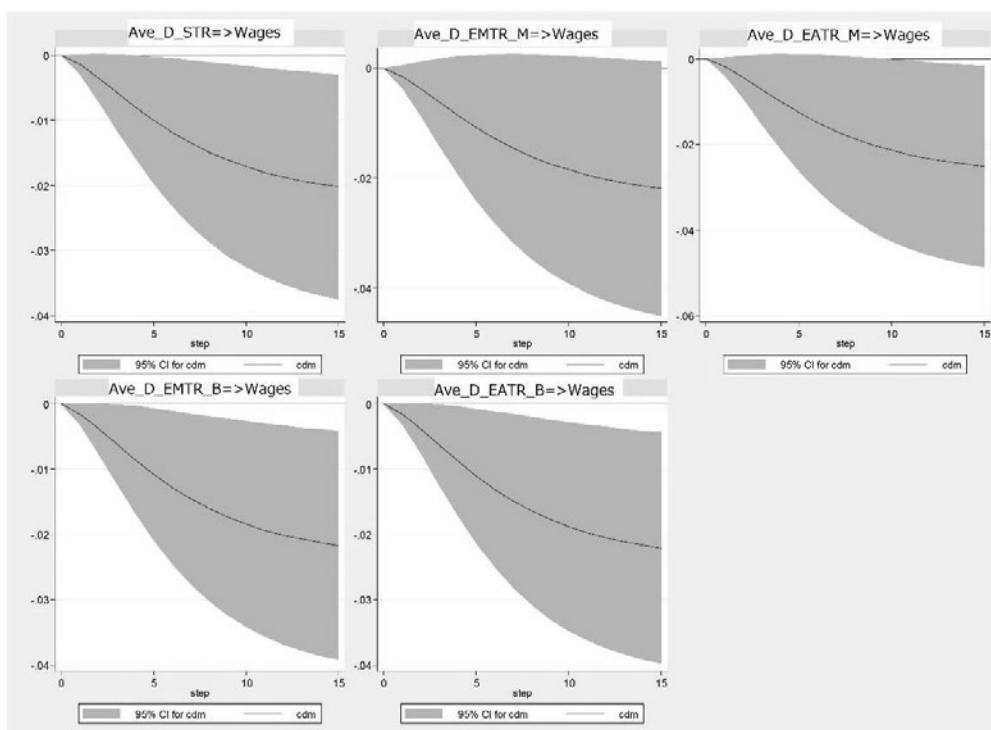 Ave_D_STR=>Wages
0
-.01
-.02
-.03
-.04
0 5 10 15
step
95% CI for cdm cdm
Ave_D_EMTR_M=>Wages
0
-.02
-.04
0 5 10 15
step
95% CI for cdm cdm
Ave_D_EATR_M=>Wages
0
-.02
-.04
-.06
0 5 10 15
step
95% CI for cdm cdm
Ave_D_EMTR_B=>Wages
0
-.01
-.02
-.03
-.04
0 5 10 15
step
95% CI for cdm cdm
Ave_D_EATR_B=>Wages
0
-.01
-.02
-.03
-.04
0 5 10 15
step
95% CI for cdm cdm